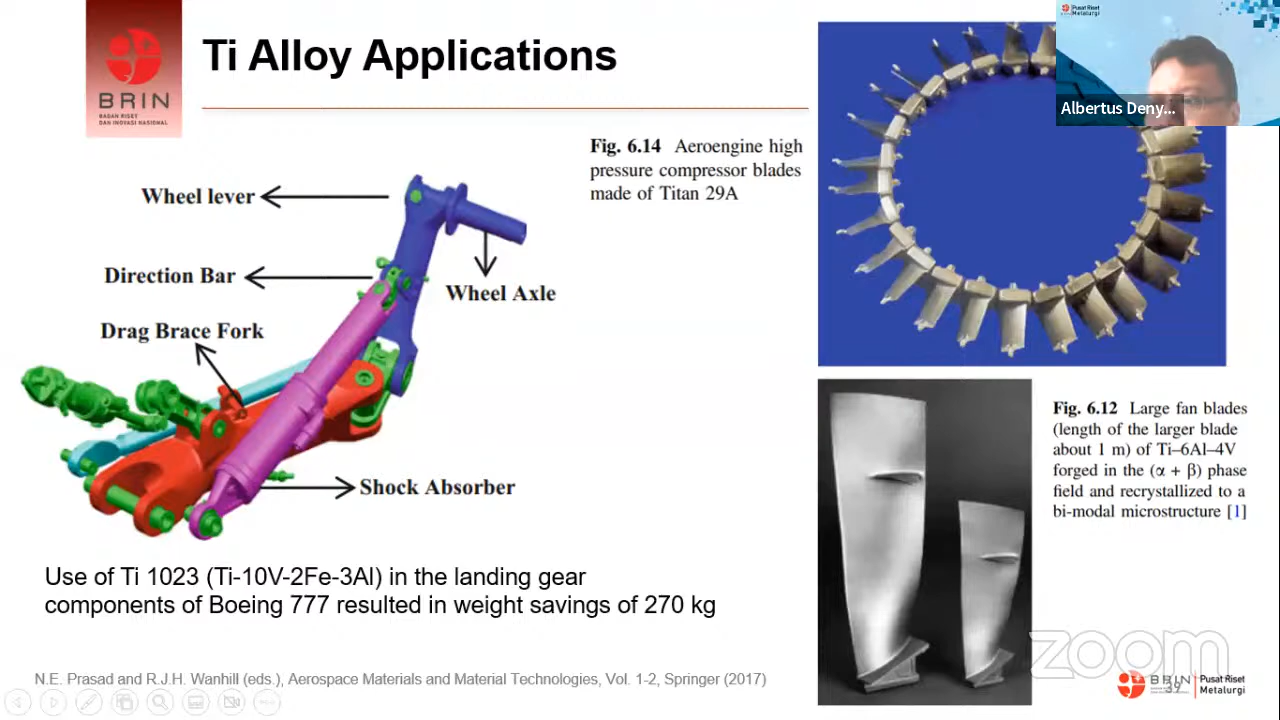 BRIN
BADAN RISET
DAN INOVASI NASIONAL
Ti Alloy Applications
Pusat Riset
Metalurgi
Albertus Deny...
Fig. 6.14 Aeroengine high
pressure compressor blades
made of Titan 29A
Wheel lever
Direction Bar
Wheel Axle
Drag Brace Fork
Shock Absorber
Fig. 6.12 Large fan blades
(length of the larger blade
about 1 m) of Ti–6Al–4V
forged in the (α + β) phase
field and recrystallized to a
bi-modal microstructure [1]
Use of Ti 1023 (Ti-10V-2Fe-3Al) in the landing gear
components of Boeing 777 resulted in weight savings of 270 kg
N.E. Prasad and R.J.H. Wanhill (eds.), Aerospace Materials and Material Technologies, Vol. 1-2, Springer (2017)
zoom
BRIN
39
Pusat Riset
Metalurgi